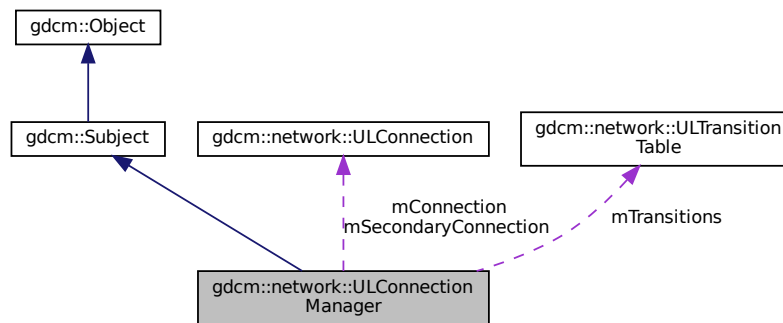 gdcm::Object
gdcm::Subject
gdcm::network::ULConnection
gdcm::network::ULTransition
Table
mConnection
mSecondaryConnection
mTransitions
gdcm::network::ULConnection
Manager